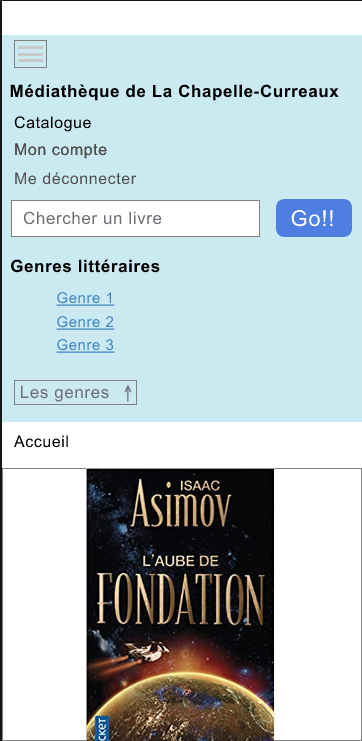 Médiathèque de La Chapelle-Curreaux
Catalogue
Mon compte
Me déconnecter
Chercher un livre
Go!!
Genres littéraires
Genre 1
Genre 2
Genre 3
Les genres
Accueil
ISAAC
Asimov
L'AUBE DE
FONDATION